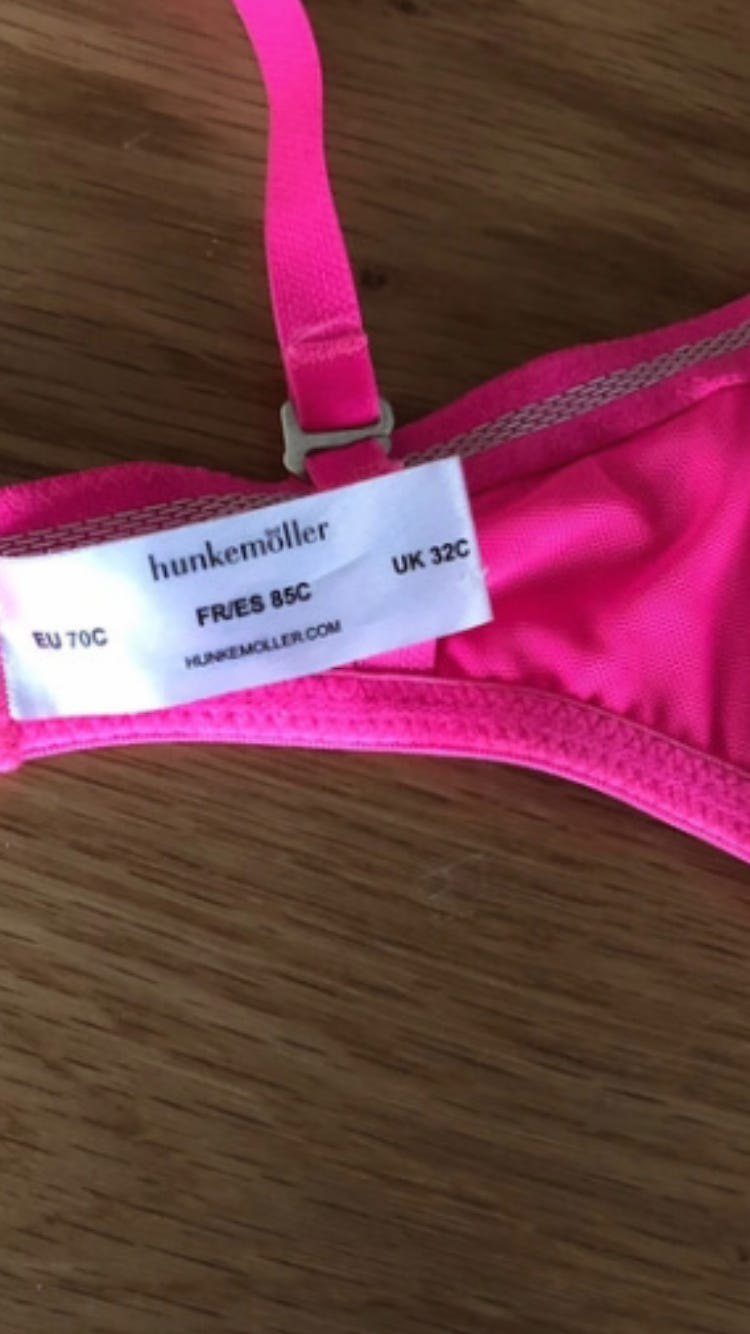 hunkemöller
EU 70C FR/ES 85C UK 32C
HUNKEMOLLER.COM